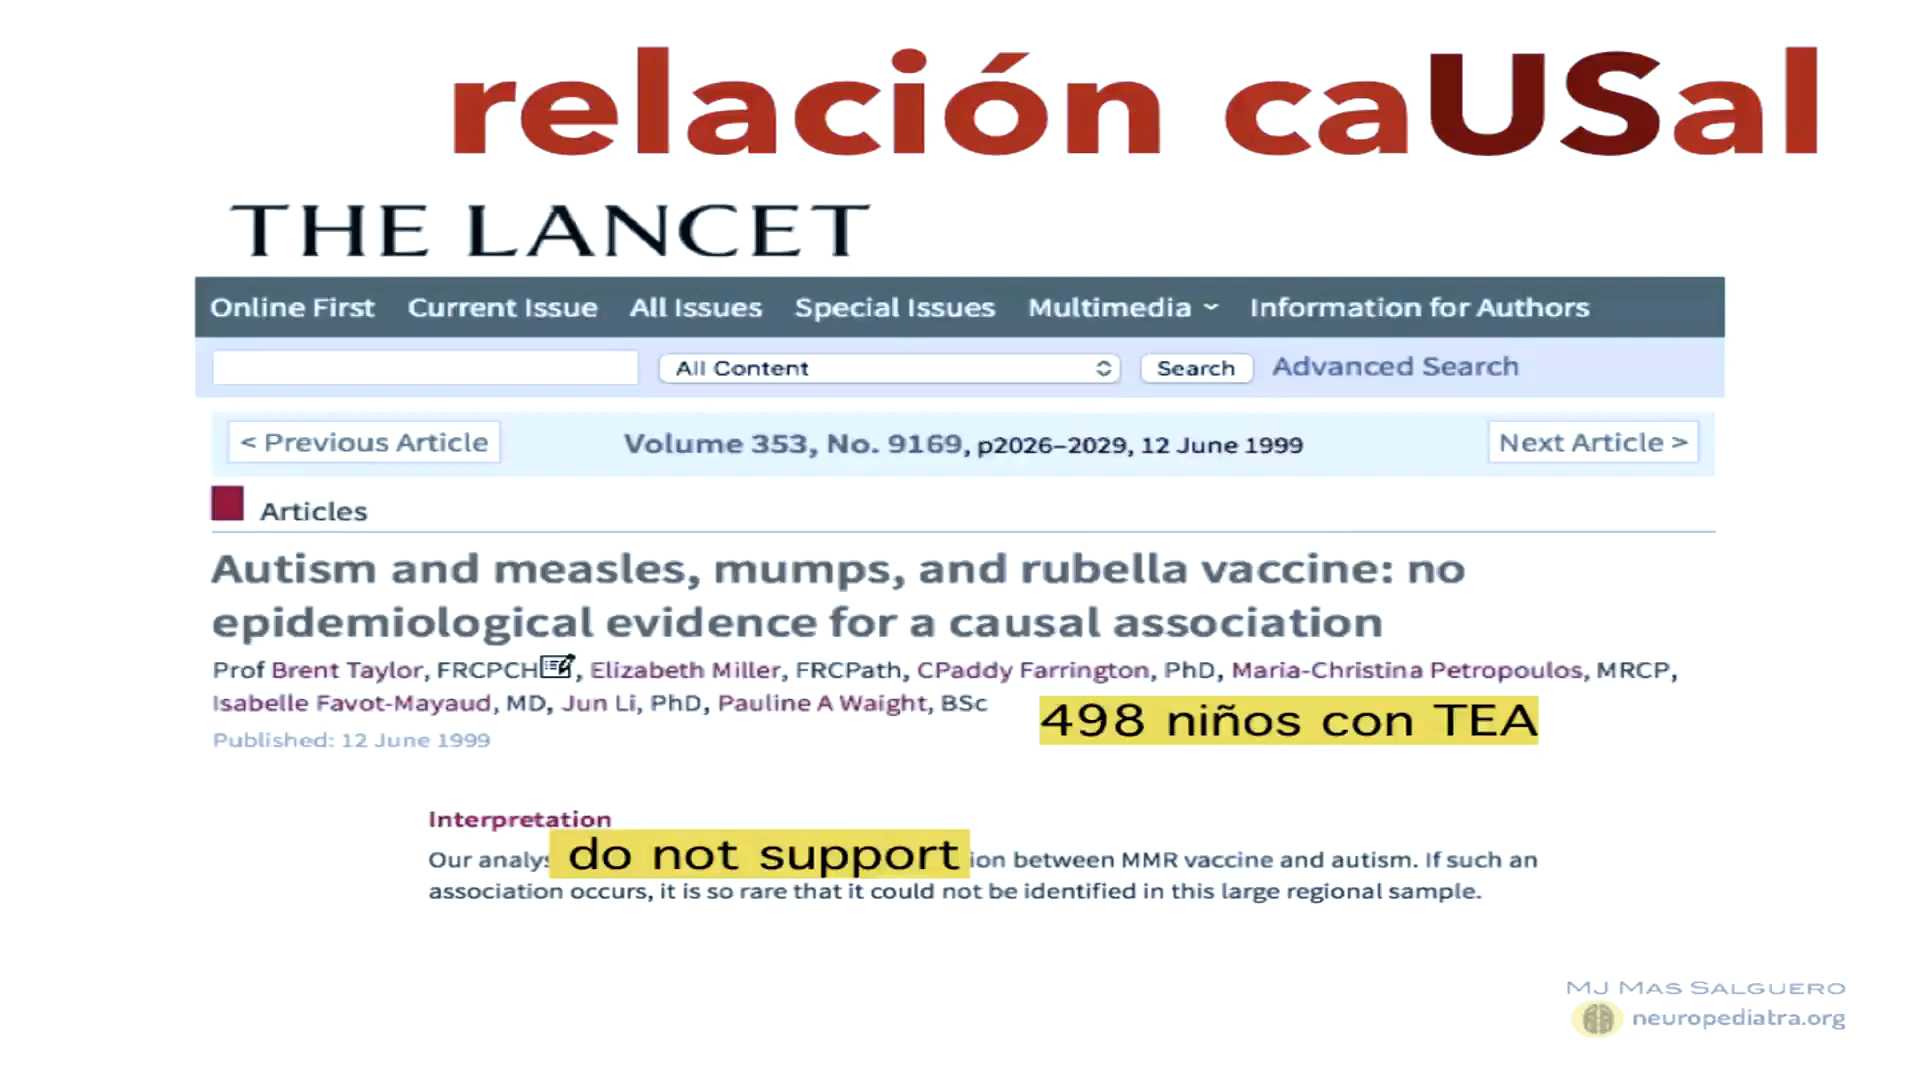 relación caUSal
THE LANCET
Online First Current Issue All Issues Special Issues Multimedia Information for Authors
All Content Search Advanced Search
< Previous Article Volume 353, No. 9169, p2026–2029, 12 June 1999 Next Article >
Articles
Autism and measles, mumps, and rubella vaccine: no
epidemiological evidence for a causal association
Prof Brent Taylor, FRCPCH, Elizabeth Miller, FRCPath, CPaddy Farrington, PhD, Maria-Christina Petropoulos, MRCP,
Isabelle Favot-Mayaud, MD, Jun Li, PhD, Pauline A Waight, BSc
498 niños con TEA
Published: 12 June 1999
Interpretation
Our do not support between MMR vaccine and autism. If such an
association occurs, it is so rare that it could not be identified in this large regional sample.
MJ MAS SALGUERO
neuropediatra.org